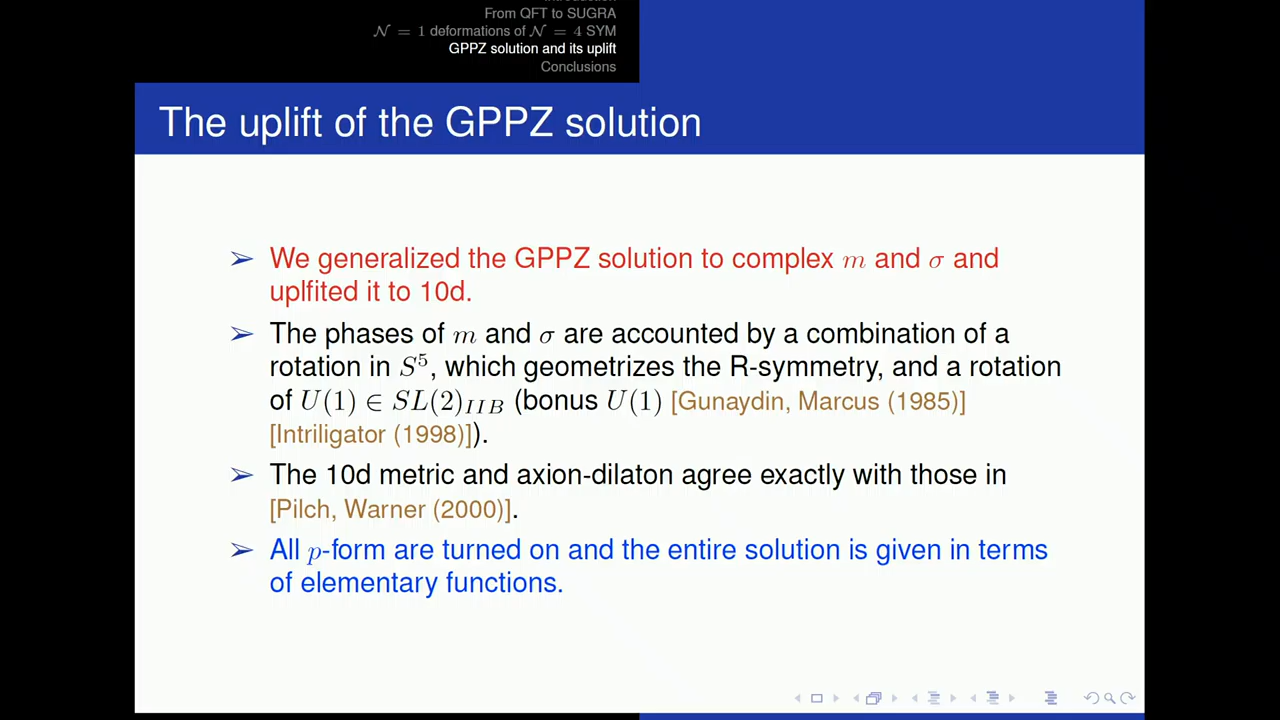 Introduction
From QFT to SUGRA
𝒩 = 1 deformations of 𝒩 = 4 SYM
GPPZ solution and its uplift
Conclusions
The uplift of the GPPZ solution
➢ We generalized the GPPZ solution to complex m and σ and
uplfited it to 10d.
➢ The phases of m and σ are accounted by a combination of a
rotation in S⁵, which geometrizes the R-symmetry, and a rotation
of U(1) ∈ SL(2)_{IIB} (bonus U(1) [Gunaydin, Marcus (1985)]
[Intriligator (1998)]).
➢ The 10d metric and axion-dilaton agree exactly with those in
[Pilch, Warner (2000)].
➢ All p-form are turned on and the entire solution is given in terms
of elementary functions.